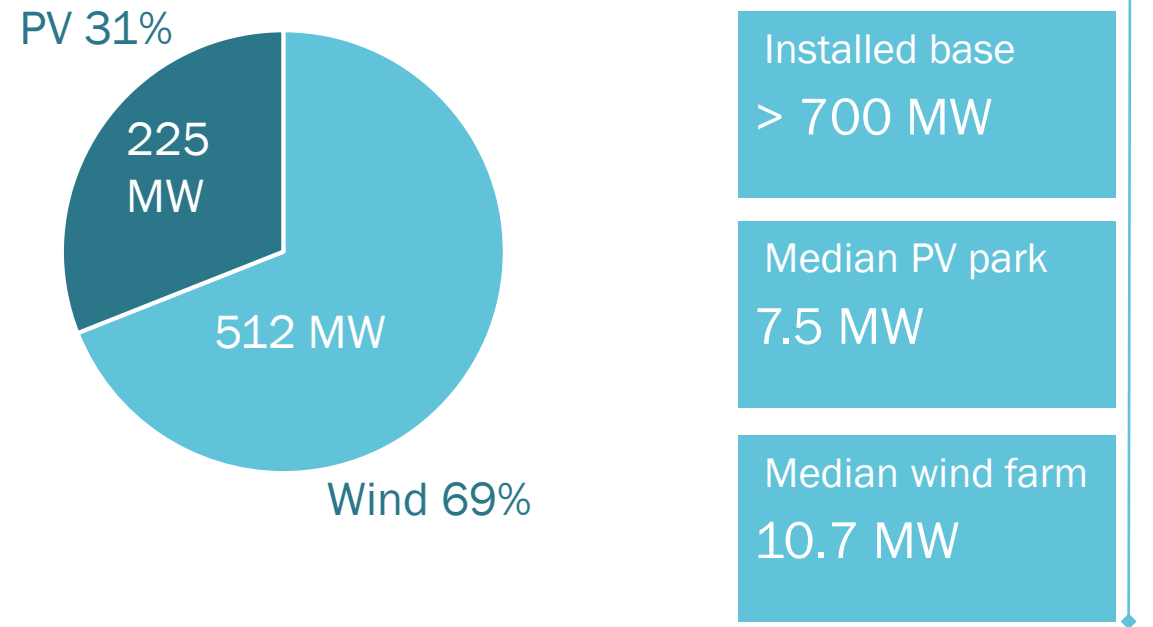 PV 31%
225
MW
512 MW
Wind 69%
Installed base
> 700 MW
Median PV park
7.5 MW
Median wind farm
10.7 MW